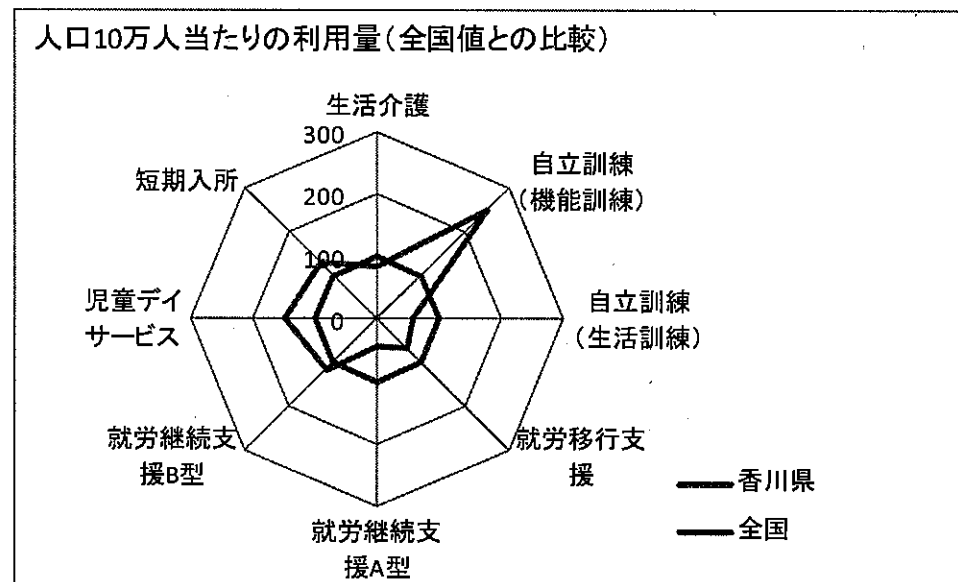 人口10万人当たりの利用量(全国値との比較)
生活介護
300
200
100
0
自立訓練
(機能訓練)
自立訓練
(生活訓練)
就労移行支
援
就労継続支
援A型
就労継続支
援B型
児童デイ
サービス
短期入所
香川県
全国